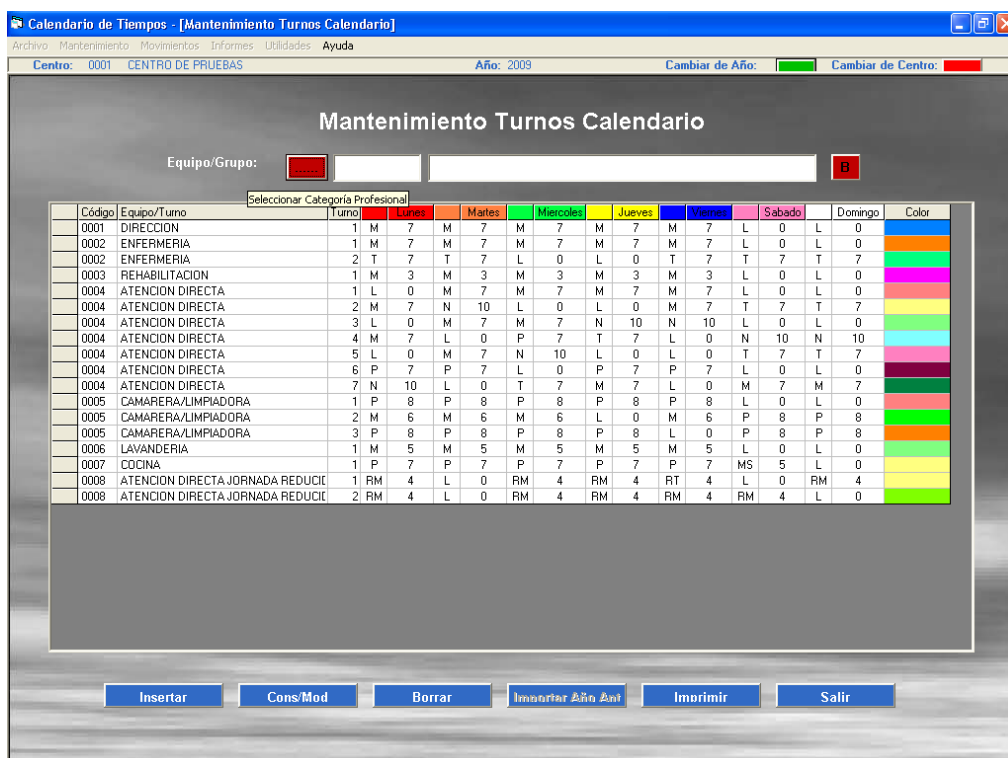 Calendario de Tiempos - [Mantenimiento Turnos Calendario]
Archivo Mantenimiento Movimientos Informes Utilidades Ayuda
Centro: 0001 CENTRO DE PRUEBAS Año: 2009 Cambiar de Año: Cambiar de Centro:
Mantenimiento Turnos Calendario
Equipo/Grupo: ...... B
Seleccionar Categoría Profesional
Código Equipo/Turno Turno Lunes Martes Miercoles Jueves Viernes Sabado Domingo Color
0001 DIRECCION 1 M 7 M 7 M 7 M 7 M 7 L 0 L 0
0002 ENFERMERIA 1 M 7 M 7 M 7 M 7 M 7 L 0 L 0
0002 ENFERMERIA 2 T 7 T 7 L 0 L 0 T 7 T 7 T 7
0003 REHABILITACION 1 M 3 M 3 M 3 M 3 M 3 L 0 L 0
0004 ATENCION DIRECTA 1 L 0 M 7 M 7 M 7 M 7 L 0 L 0
0004 ATENCION DIRECTA 2 M 7 N 10 L 0 L 0 M 7 T 7 T 7
0004 ATENCION DIRECTA 3 L 0 M 7 M 7 N 10 N 10 L 0 L 0
0004 ATENCION DIRECTA 4 M 7 L 0 P 7 T 7 L 0 N 10 N 10
0004 ATENCION DIRECTA 5 L 0 M 7 N 10 L 0 L 0 T 7 T 7
0004 ATENCION DIRECTA 6 P 7 P 7 L 0 P 7 P 7 L 0 L 0
0004 ATENCION DIRECTA 7 N 10 L 0 T 7 M 7 L 0 M 7 M 7
0005 CAMARERA/LIMPIADORA 1 P 8 P 8 P 8 P 8 P 8 L 0 L 0
0005 CAMARERA/LIMPIADORA 2 M 6 M 6 M 6 L 0 M 6 P 8 P 8
0005 CAMARERA/LIMPIADORA 3 P 8 P 8 P 8 P 8 L 0 P 8 P 8
0006 LAVANDERIA 1 M 5 M 5 M 5 M 5 M 5 L 0 L 0
0007 COCINA 1 P 7 P 7 P 7 P 7 P 7 MS 5 L 0
0008 ATENCION DIRECTA JORNADA REDUCID 1 RM 4 L 0 RM 4 RM 4 RT 4 L 0 RM 4
0008 ATENCION DIRECTA JORNADA REDUCID 2 RM 4 L 0 RM 4 RM 4 RM 4 RM 4 L 0
Insertar Cons/Mod Borrar Importar Año Ant Imprimir Salir